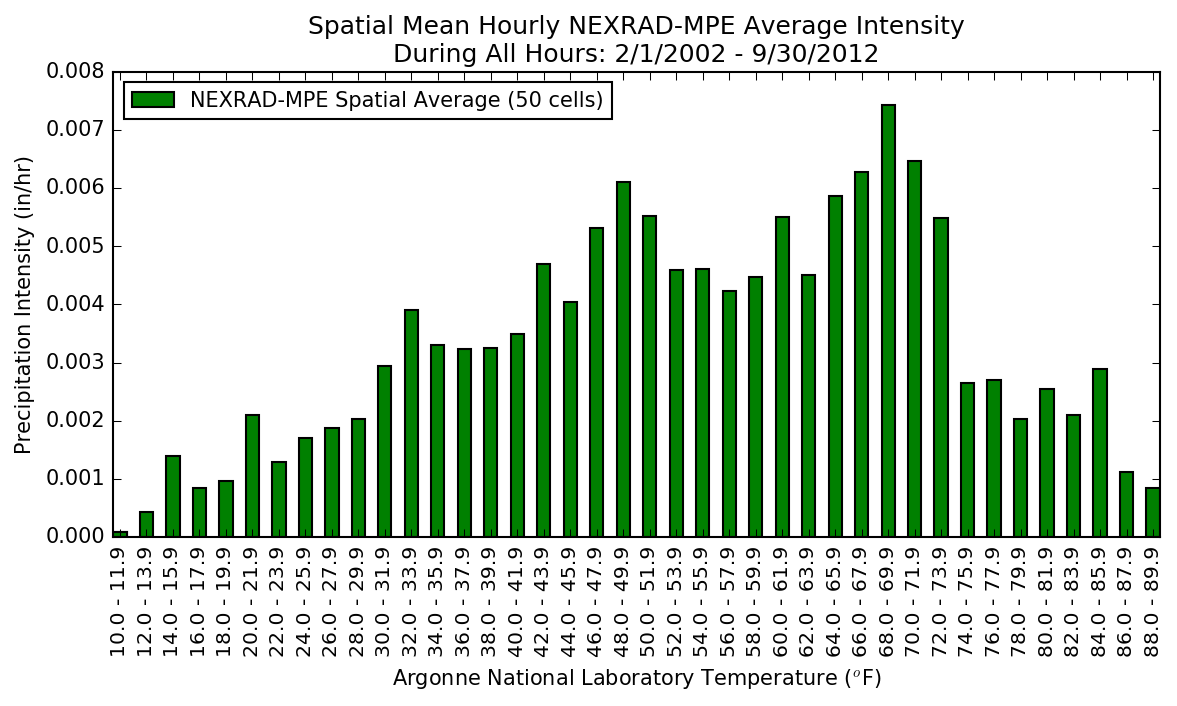 Spatial Mean Hourly NEXRAD-MPE Average Intensity
During All Hours: 2/1/2002 - 9/30/2012
NEXRAD-MPE Spatial Average (50 cells)
Precipitation Intensity (in/hr)
0.008
0.007
0.006
0.005
0.004
0.003
0.002
0.001
0.000
10.0 - 11.9
12.0 - 13.9
14.0 - 15.9
16.0 - 17.9
18.0 - 19.9
20.0 - 21.9
22.0 - 23.9
24.0 - 25.9
26.0 - 27.9
28.0 - 29.9
30.0 - 31.9
32.0 - 33.9
34.0 - 35.9
36.0 - 37.9
38.0 - 39.9
40.0 - 41.9
42.0 - 43.9
44.0 - 45.9
46.0 - 47.9
48.0 - 49.9
50.0 - 51.9
52.0 - 53.9
54.0 - 55.9
56.0 - 57.9
58.0 - 59.9
60.0 - 61.9
62.0 - 63.9
64.0 - 65.9
66.0 - 67.9
68.0 - 69.9
70.0 - 71.9
72.0 - 73.9
74.0 - 75.9
76.0 - 77.9
78.0 - 79.9
80.0 - 81.9
82.0 - 83.9
84.0 - 85.9
86.0 - 87.9
88.0 - 89.9
Argonne National Laboratory Temperature (°F)